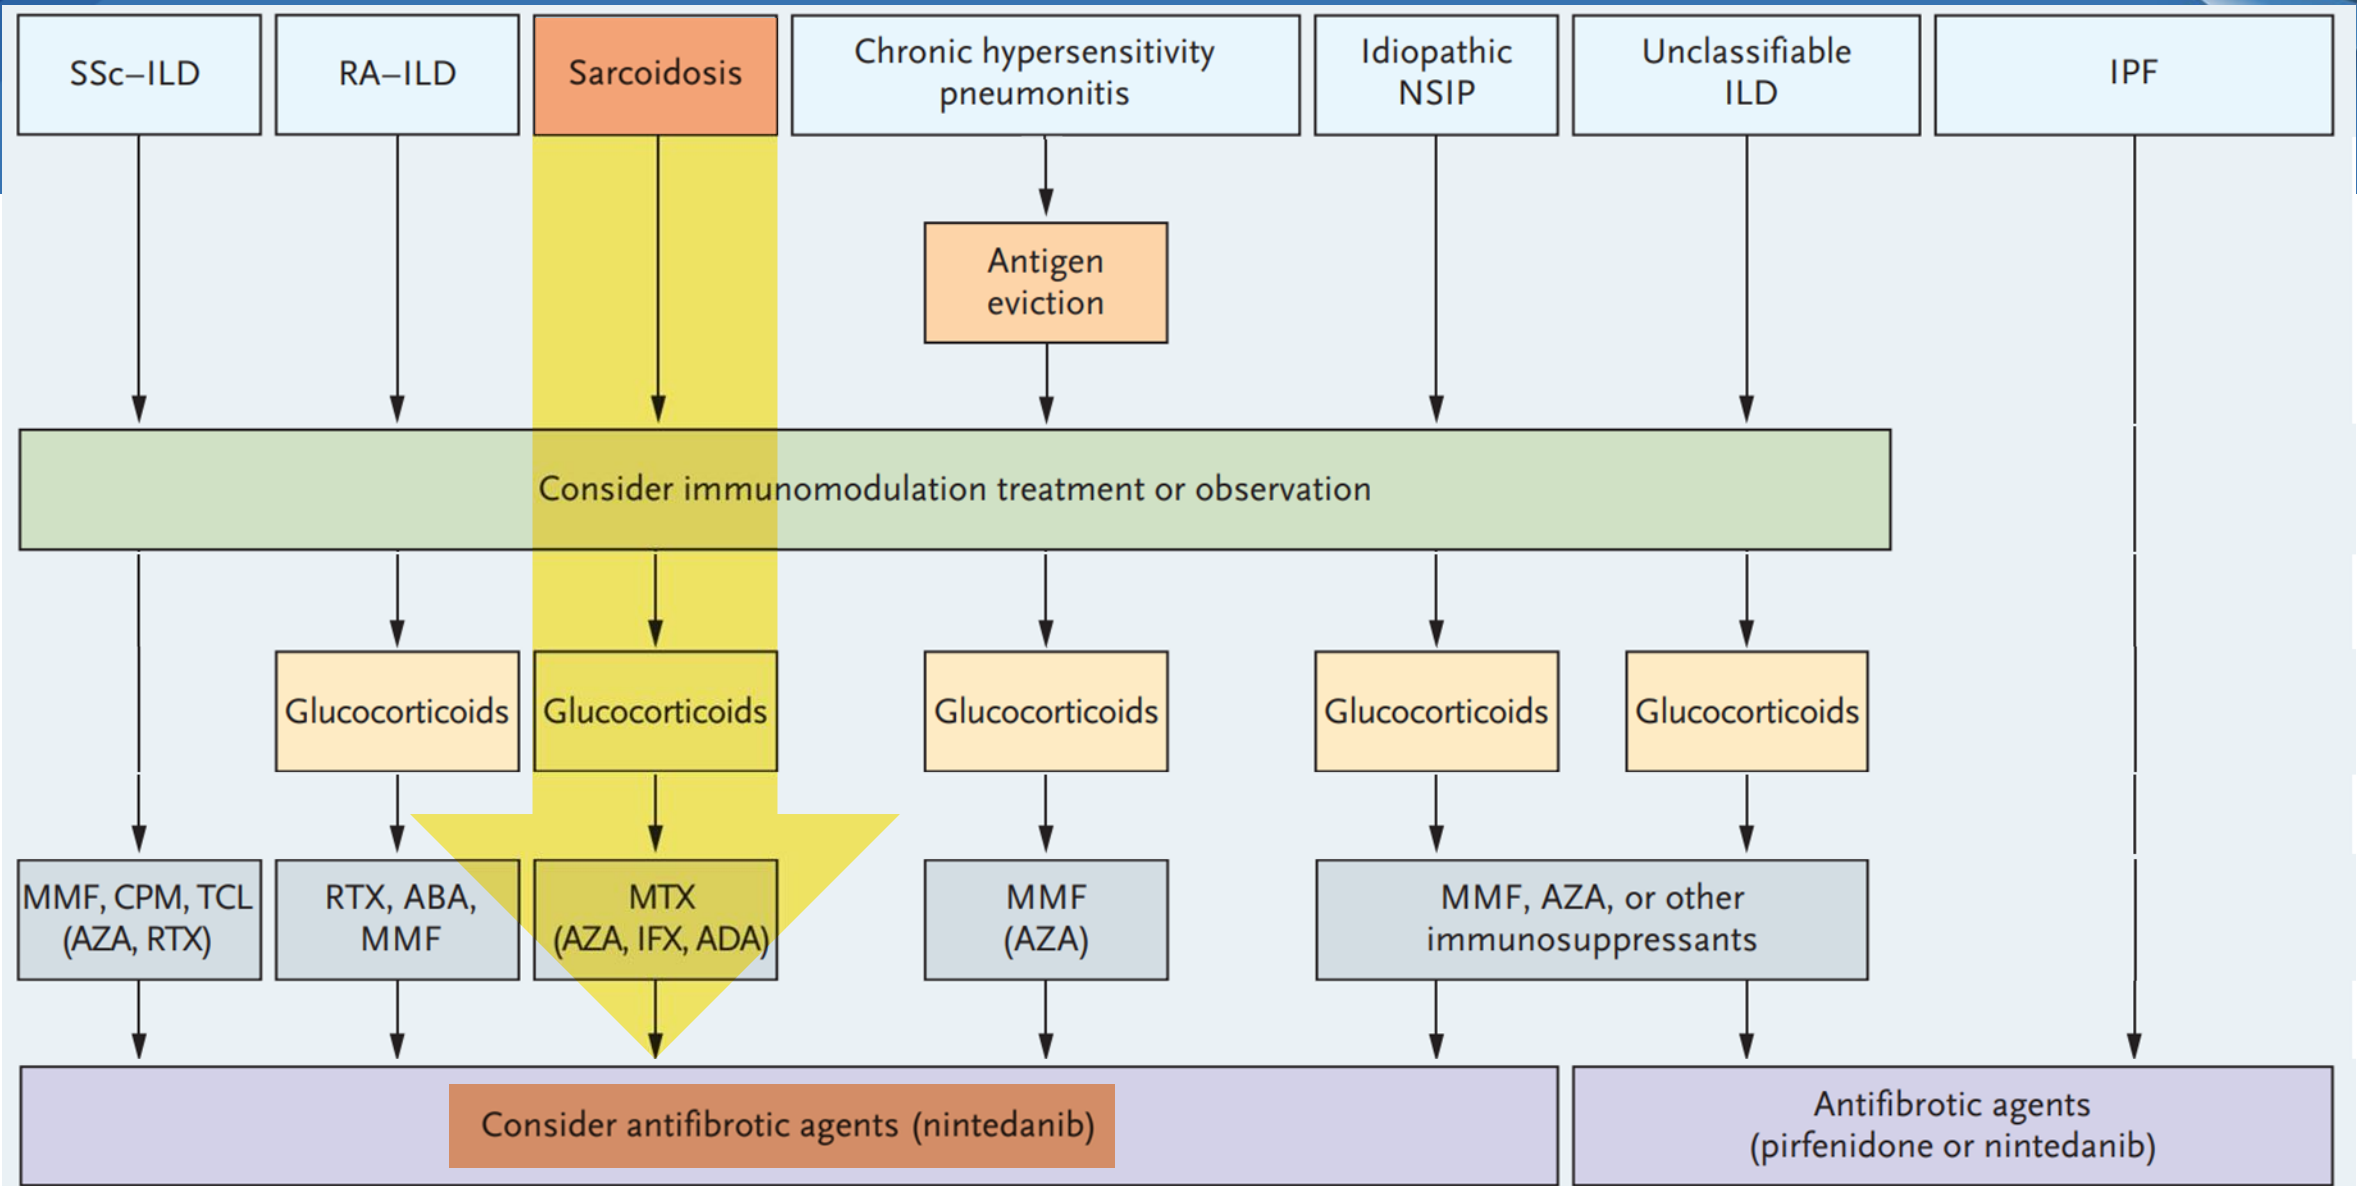 SSc–ILD
RA–ILD
Sarcoidosis
Chronic hypersensitivity
pneumonitis
Idiopathic
NSIP
Unclassifiable
ILD
IPF
Antigen
eviction
Consider immunomodulation treatment or observation
Glucocorticoids
Glucocorticoids
Glucocorticoids
Glucocorticoids
Glucocorticoids
MMF, CPM, TCL
(AZA, RTX)
RTX, ABA,
MMF
MTX
(AZA, IFX, ADA)
MMF
(AZA)
MMF, AZA, or other
immunosuppressants
Consider antifibrotic agents (nintedanib)
Antifibrotic agents
(pirfenidone or nintedanib)